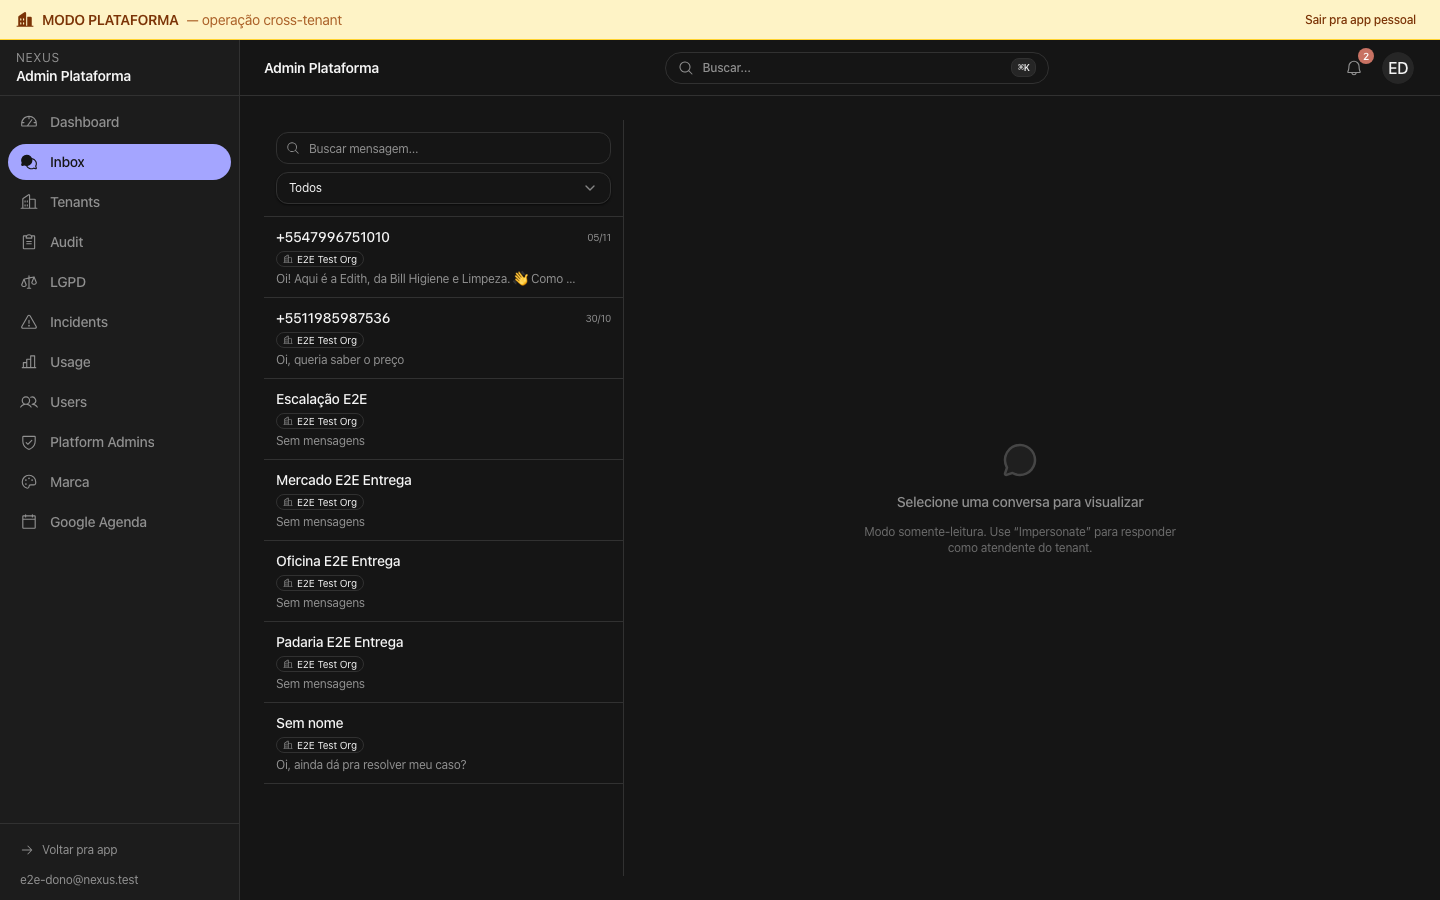 MODO PLATAFORMA — operação cross-tenant
Sair pra app pessoal
NEXUS
Admin Plataforma
Admin Plataforma
Buscar...
⌘K
2
ED
Dashboard
Inbox
Tenants
Audit
LGPD
Incidents
Usage
Users
Platform Admins
Marca
Google Agenda
Voltar pra app
e2e-dono@nexus.test
Buscar mensagem...
Todos
+5547996751010
05/11
E2E Test Org
Oi! Aqui é a Edith, da Bill Higiene e Limpeza. 👋 Como ...
+5511985987536
30/10
E2E Test Org
Oi, queria saber o preço
Escalação E2E
E2E Test Org
Sem mensagens
Mercado E2E Entrega
E2E Test Org
Sem mensagens
Oficina E2E Entrega
E2E Test Org
Sem mensagens
Padaria E2E Entrega
E2E Test Org
Sem mensagens
Sem nome
E2E Test Org
Oi, ainda dá pra resolver meu caso?
Selecione uma conversa para visualizar
Modo somente-leitura. Use “Impersonate” para responder
como atendente do tenant.